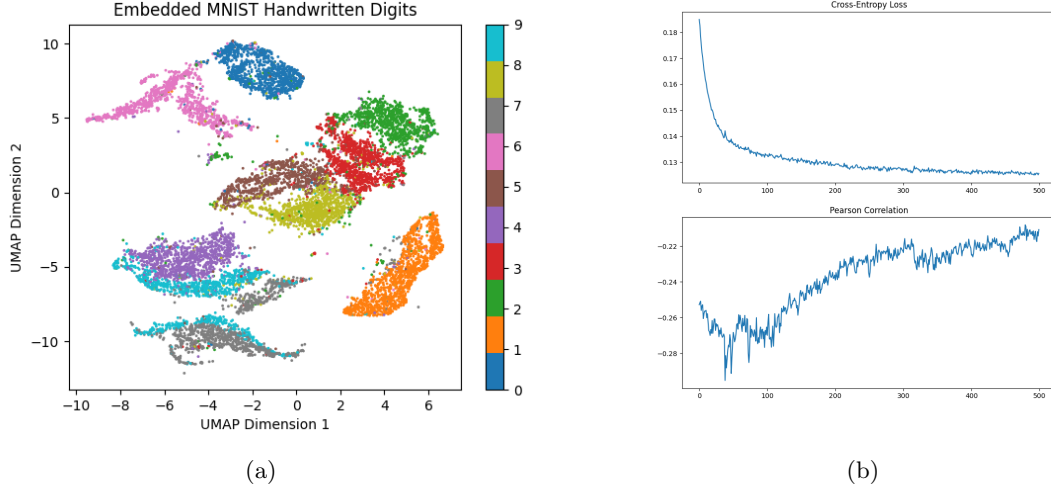 Embedded MNIST Handwritten Digits
10
5
0
−5
−10
UMAP Dimension 2
−10 −8 −6 −4 −2 0 2 4 6
UMAP Dimension 1
9
8
7
6
5
4
3
2
1
0
(a)
Cross-Entropy Loss
0.18
0.17
0.16
0.15
0.14
0.13
0 100 200 300 400 500
Pearson Correlation
−0.22
−0.24
−0.26
−0.28
0 100 200 300 400 500
(b)